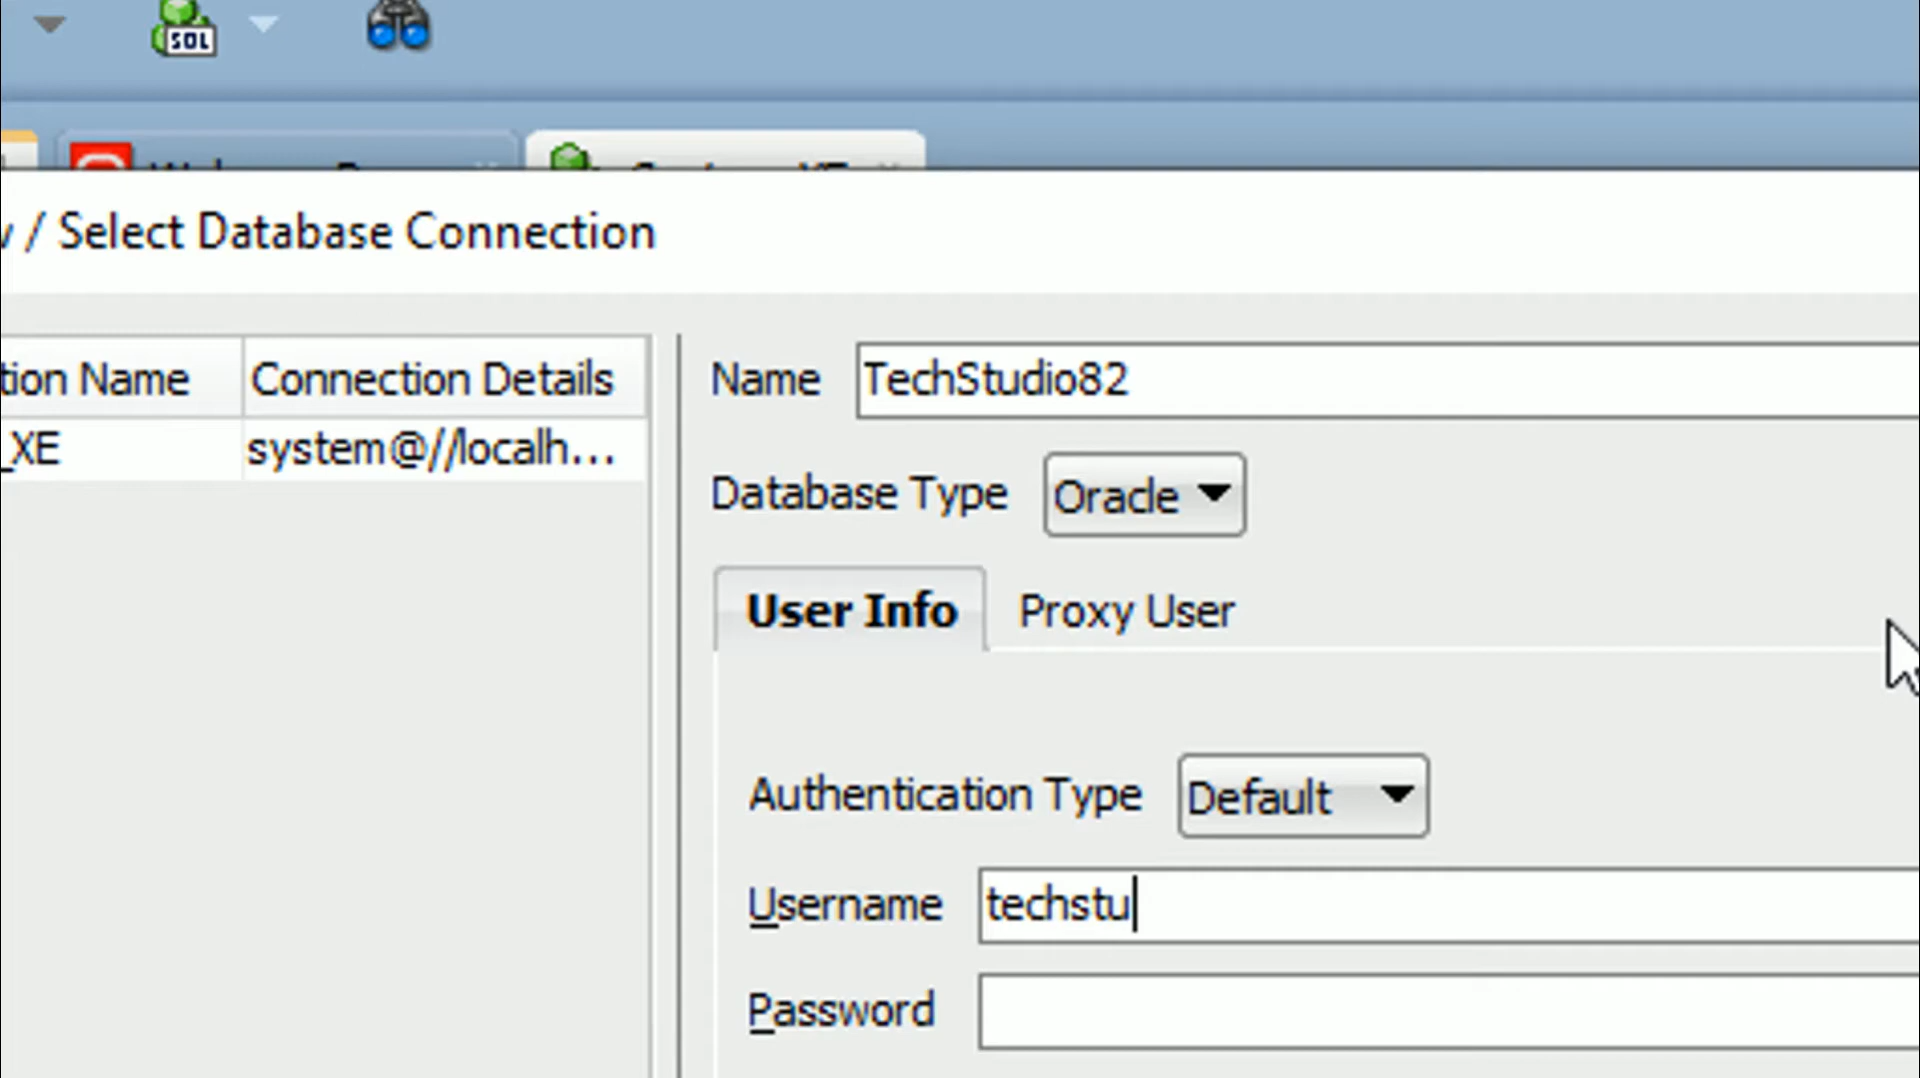 SQL
/ Select Database Connection
tion Name
Connection Details
_XE
system@//localh...
Name
TechStudio82
Database Type
Oracle
User Info
Proxy User
Authentication Type
Default
Username
techstu
Password